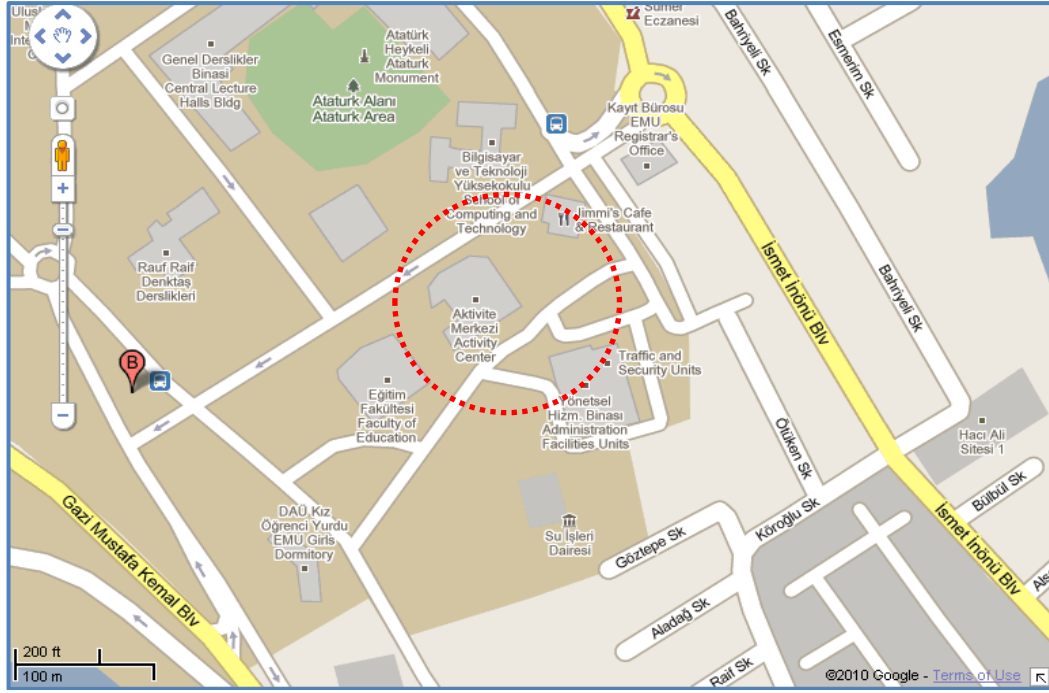 Genel Derslikler
Binasi
Central Lecture
Halls Bldg
Atatürk
Heykeli
Ataturk
Monument
Ataturk Alanı
Ataturk Area
Sümer
Eczanesi
Bahriyeli Sk
Esmerim Sk
Kayıt Bürosu
EMU
Registrar's
Office
Bilgisayar
ve Teknoloji
Yüksekokulu
School of
Computing and
Technology
Jimmi's Cafe
& Restaurant
Rauf Raif
Denktaş
Derslikleri
İsmet İnönü Blv
Bahriyeli Sk
Aktivite
Merkezi
Activity
Center
B
Traffic and
Security Units
Eğitim
Fakültesi
Faculty of
Education
Yönetsel
Hizm. Binası
Administration
Facilities Units
Ötüken Sk
Hacı Ali
Sitesi 1
Bülbül Sk
Köroğlu Sk
İsmet İnönü Blv
Gazi Mustafa Kemal Blv
DAÜ Kız
Öğrenci Yurdu
EMU Girls
Dormitory
Su İşleri
Dairesi
Göztepe Sk
Aladağ Sk
Raif Sk
200 ft
100 m
©2010 Google - Terms of Use